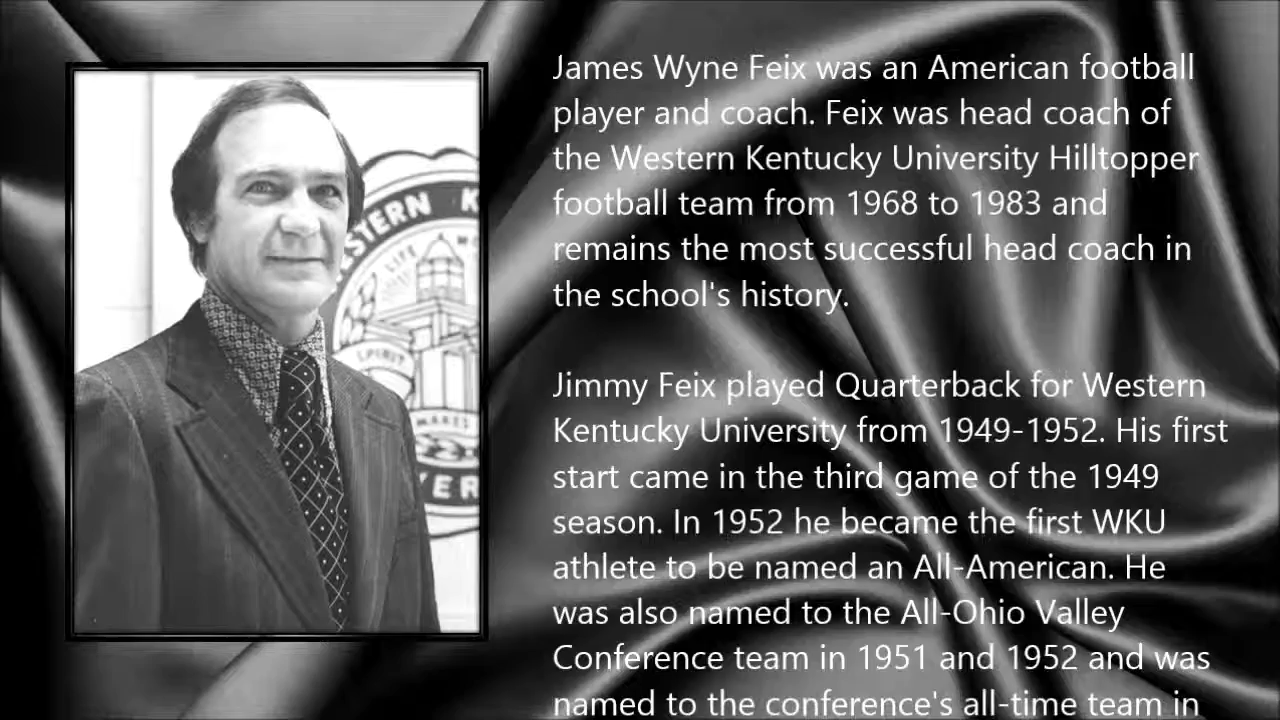 James Wyne Feix was an American football
player and coach. Feix was head coach of
the Western Kentucky University Hilltopper
football team from 1968 to 1983 and
remains the most successful head coach in
the school's history.
Jimmy Feix played Quarterback for Western
Kentucky University from 1949-1952. His first
start came in the third game of the 1949
season. In 1952 he became the first WKU
athlete to be named an All-American. He
was also named to the All-Ohio Valley
Conference team in 1951 and 1952 and was
named to the conference's all-time team in
STERN K
LIFE
SPIRIT
MAKES